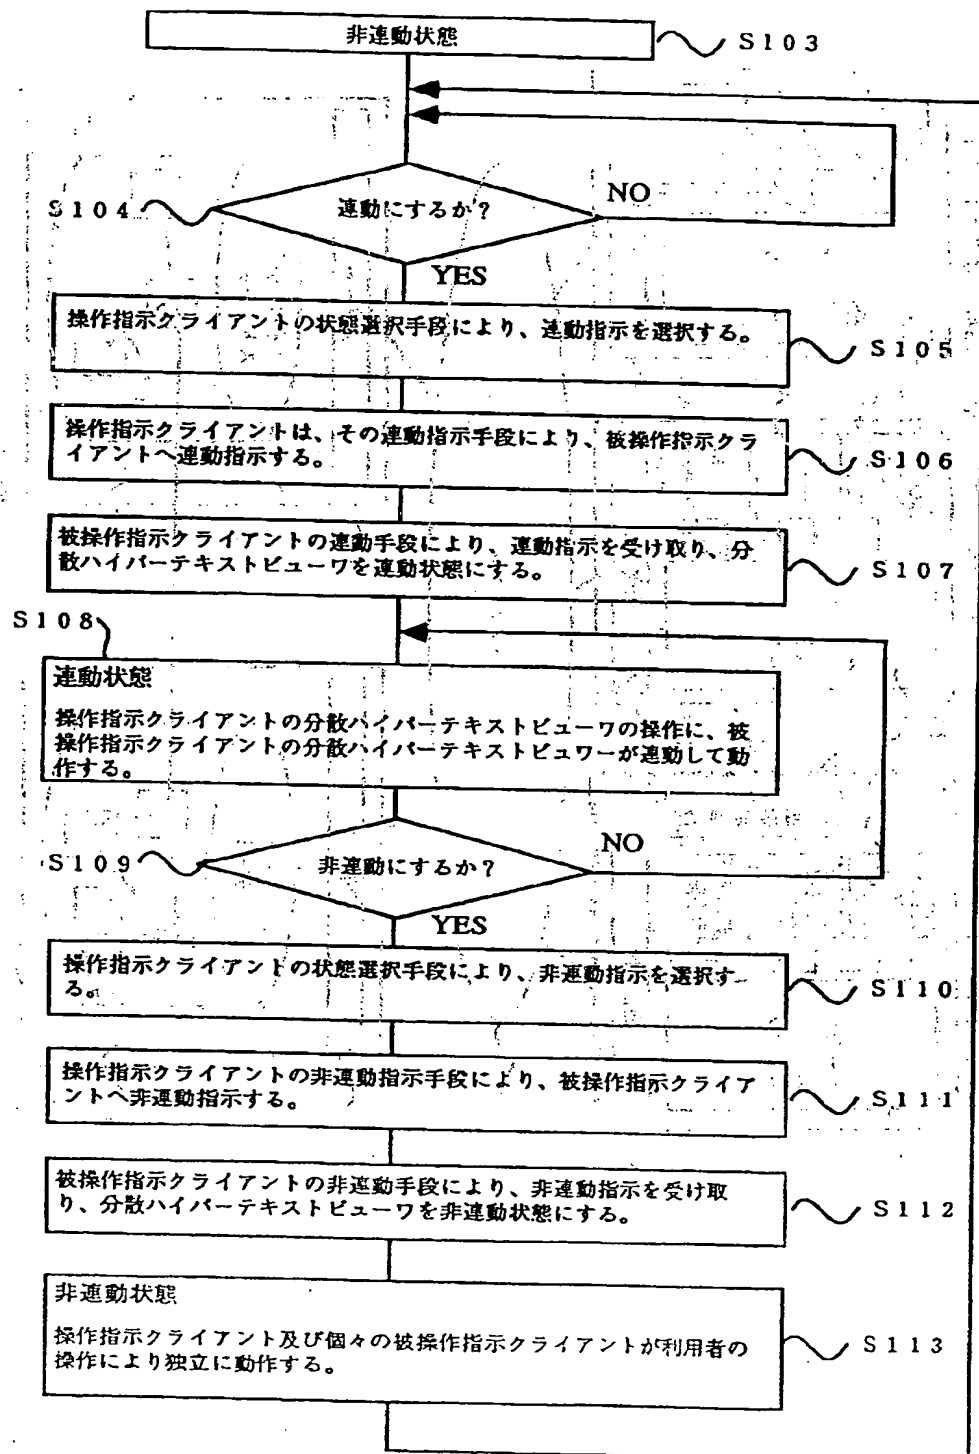 非連動状態
S103
連動にするか？
NO
S104
YES
操作指示クライアントの状態選択手段により、連動指示を選択する。
S105
操作指示クライアントは、その連動指示手段により、被操作指示クラ
イアントへ連動指示する。
S106
被操作指示クライアントの連動手段により、連動指示を受け取り、分
散ハイパーテキストビューワを連動状態にする。
S107
S108
連動状態
操作指示クライアントの分散ハイパーテキストビューワの操作に、被
操作指示クライアントの分散ハイパーテキストビュワーが連動して動
作する。
NO
S109
非連動にするか？
YES
操作指示クライアントの状態選択手段により、非連動指示を選択す
る。
S110
操作指示クライアントの非連動指示手段により、被操作指示クライア
ントへ非連動指示する。
S111
被操作指示クライアントの非連動手段により、非連動指示を受け取
り、分散ハイパーテキストビューワを非連動状態にする。
S112
非連動状態
操作指示クライアント及び個々の被操作指示クライアントが利用者の
操作により独立に動作する。
S113